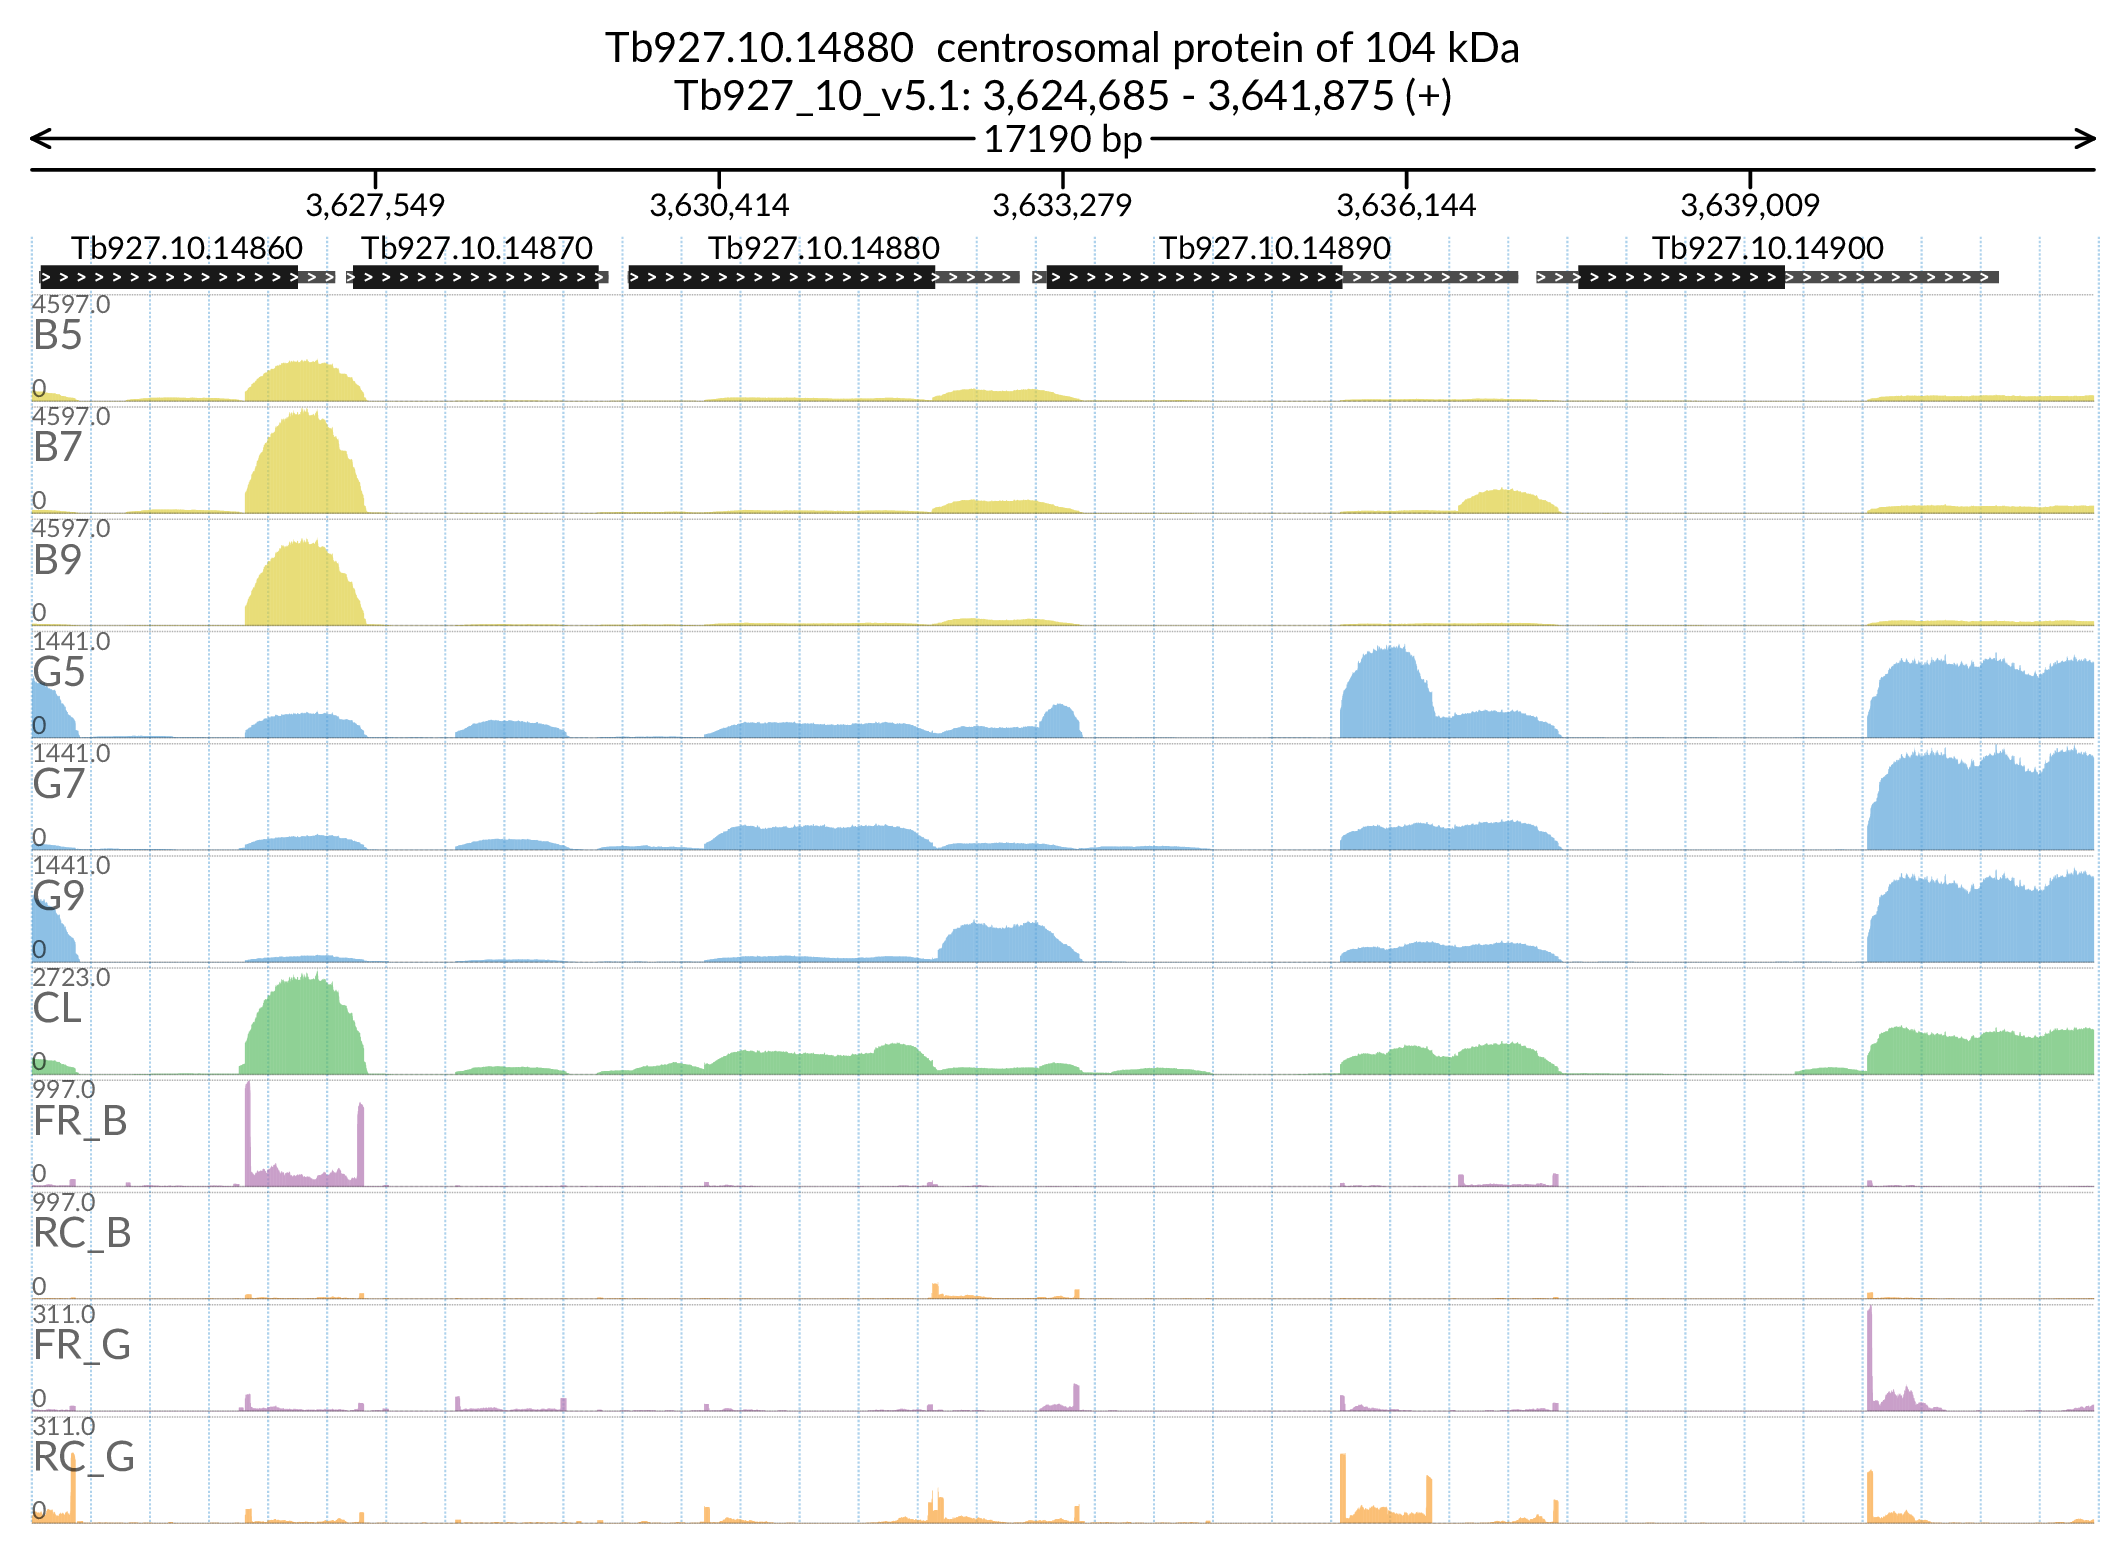 Tb927.10.14880  centrosomal protein of 104 kDa
Tb927_10_v5.1: 3,624,685 - 3,641,875 (+)
17190 bp
3,627,549 3,630,414 3,633,279 3,636,144 3,639,009
Tb927.10.14860 Tb927.10.14870 Tb927.10.14880 Tb927.10.14890 Tb927.10.14900
4597.0
B5
0
4597.0
B7
0
4597.0
B9
0
1441.0
G5
0
1441.0
G7
0
1441.0
G9
0
2723.0
CL
0
997.0
FR_B
0
997.0
RC_B
0
311.0
FR_G
0
311.0
RC_G
0